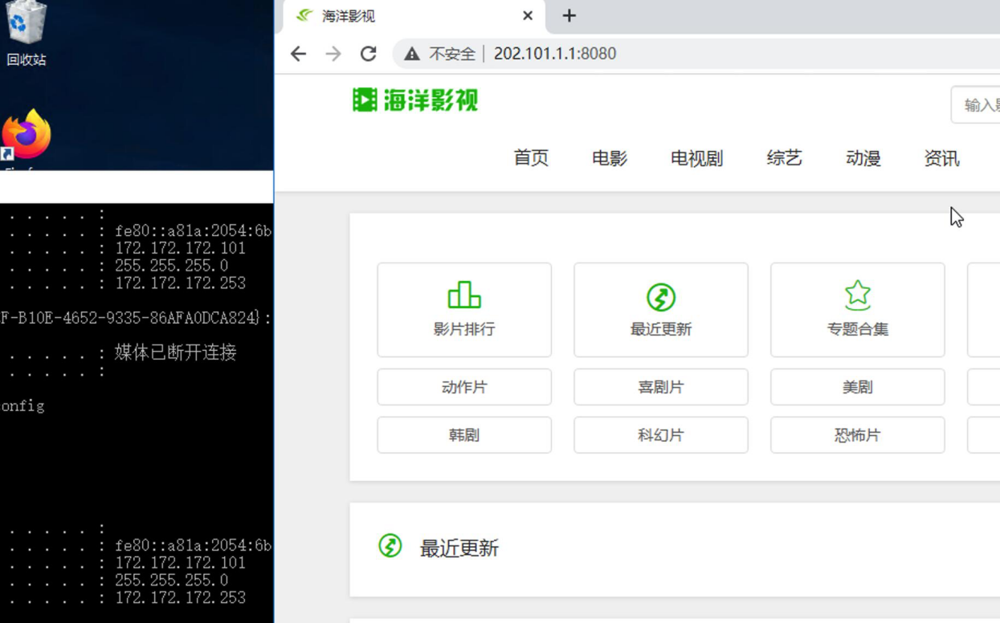 海洋影视
回收站
不安全
202.101.1.1:8080
海洋影视
首页
电影
电视剧
综艺
动漫
资讯
. . . . . :
. . . . . : fe80::a81a:2054:6b
. . . . . : 172.172.172.101
. . . . . : 255.255.255.0
. . . . . : 172.172.172.253
F-B10E-4652-9335-86AFA0DCA824}:
. . . . . : 媒体已断开连接
. . . . . :
onfig
. . . . . :
. . . . . : fe80::a81a:2054:6b
. . . . . : 172.172.172.101
. . . . . : 255.255.255.0
. . . . . : 172.172.172.253
输入
影片排行
最近更新
专题合集
动作片
喜剧片
美剧
韩剧
科幻片
恐怖片
最近更新